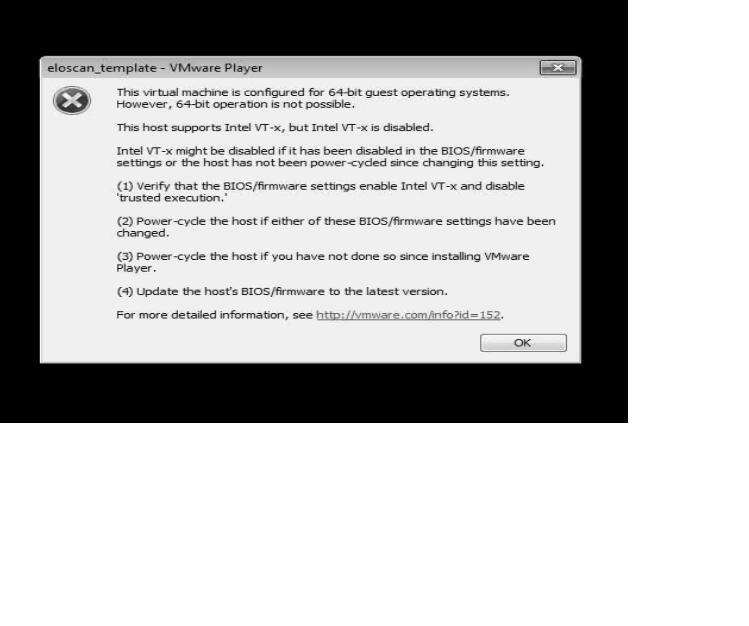 eloscan_template - VMware Player
This virtual machine is configured for 64-bit guest operating systems.
However, 64-bit operation is not possible.
This host supports Intel VT-x, but Intel VT-x is disabled.
Intel VT-x might be disabled if it has been disabled in the BIOS/firmware
settings or the host has not been power-cycled since changing this setting.
(1) Verify that the BIOS/firmware settings enable Intel VT-x and disable
'trusted execution.'
(2) Power-cycle the host if either of these BIOS/firmware settings have been
changed.
(3) Power-cycle the host if you have not done so since installing VMware
Player.
(4) Update the host's BIOS/firmware to the latest version.
For more detailed information, see http://vmware.com/info?id=152.
OK